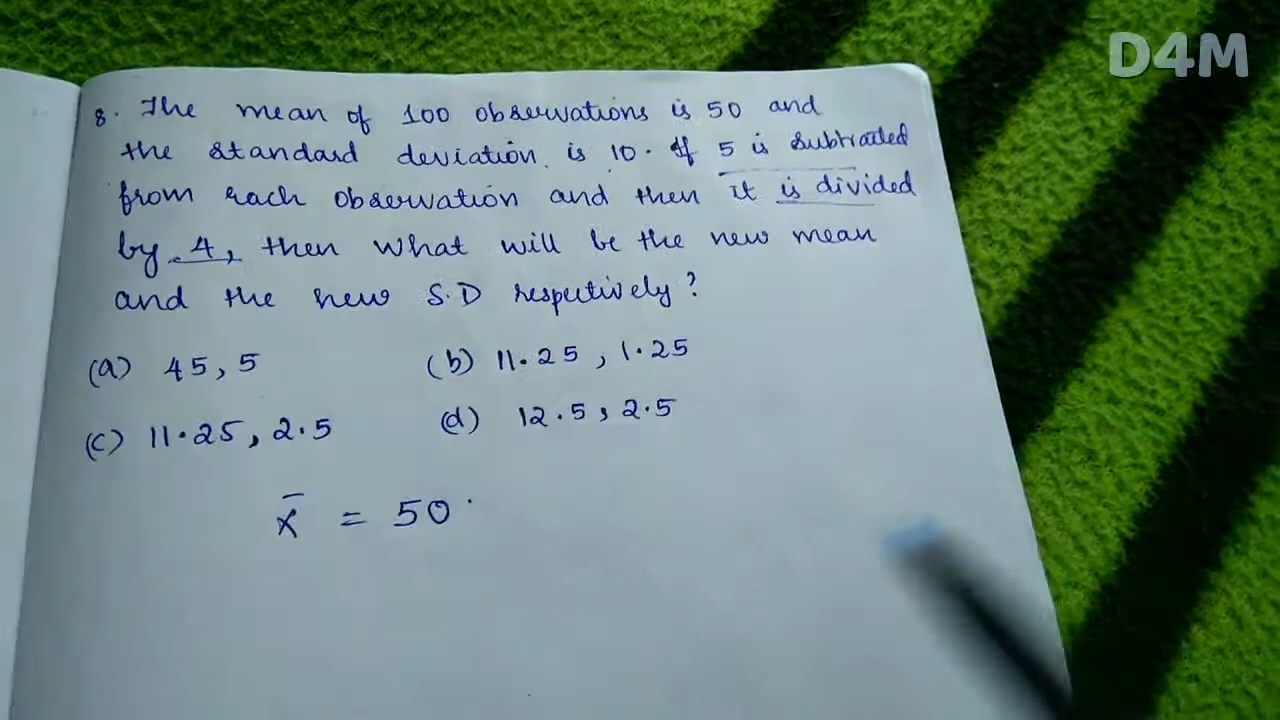 D4M
8. The mean of 100 observations is 50 and
the standard deviation is 10. If 5 is subtracted
from each observation and then it is divided
by 4, then what will be the new mean
and the new S.D respectively?
(a) 45, 5 (b) 11.25, 1.25
(c) 11.25, 2.5 (d) 12.5, 2.5
x̄ = 50